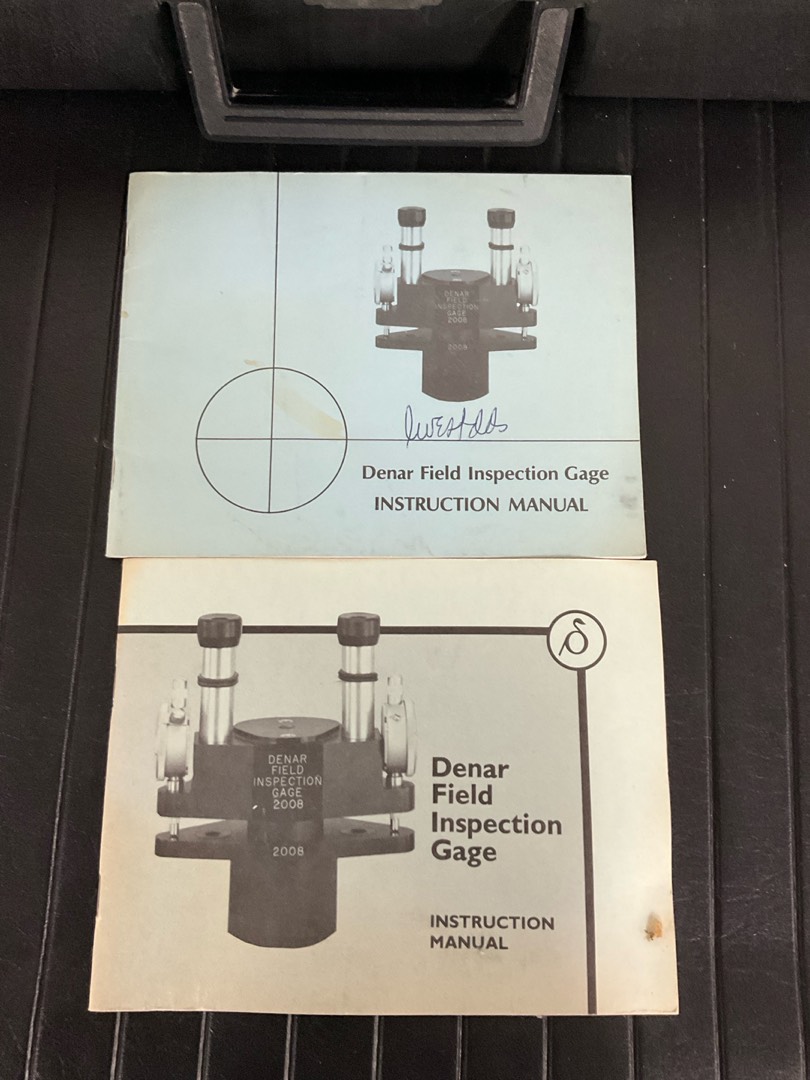 DENAR
FIELD
INSPECTION
GAGE
2008
2008
Denar Field Inspection Gage
INSTRUCTION MANUAL
DENAR
FIELD
INSPECTION
GAGE
2008
2008
Denar
Field
Inspection
Gage
INSTRUCTION
MANUAL